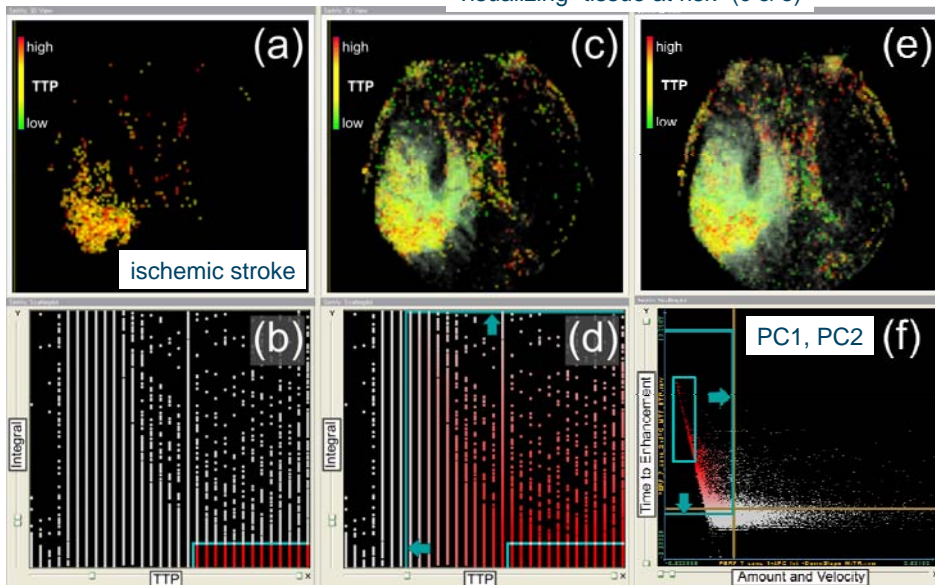 high
TTP
low
(a)
ischemic stroke
high
TTP
low
(c)
high
TTP
low
(e)
Y
Integral
(b)
TTP
X
Y
Integral
(d)
TTP
X
Y
Time to Enhancement
PC1, PC2
(f)
Amount and Velocity
X